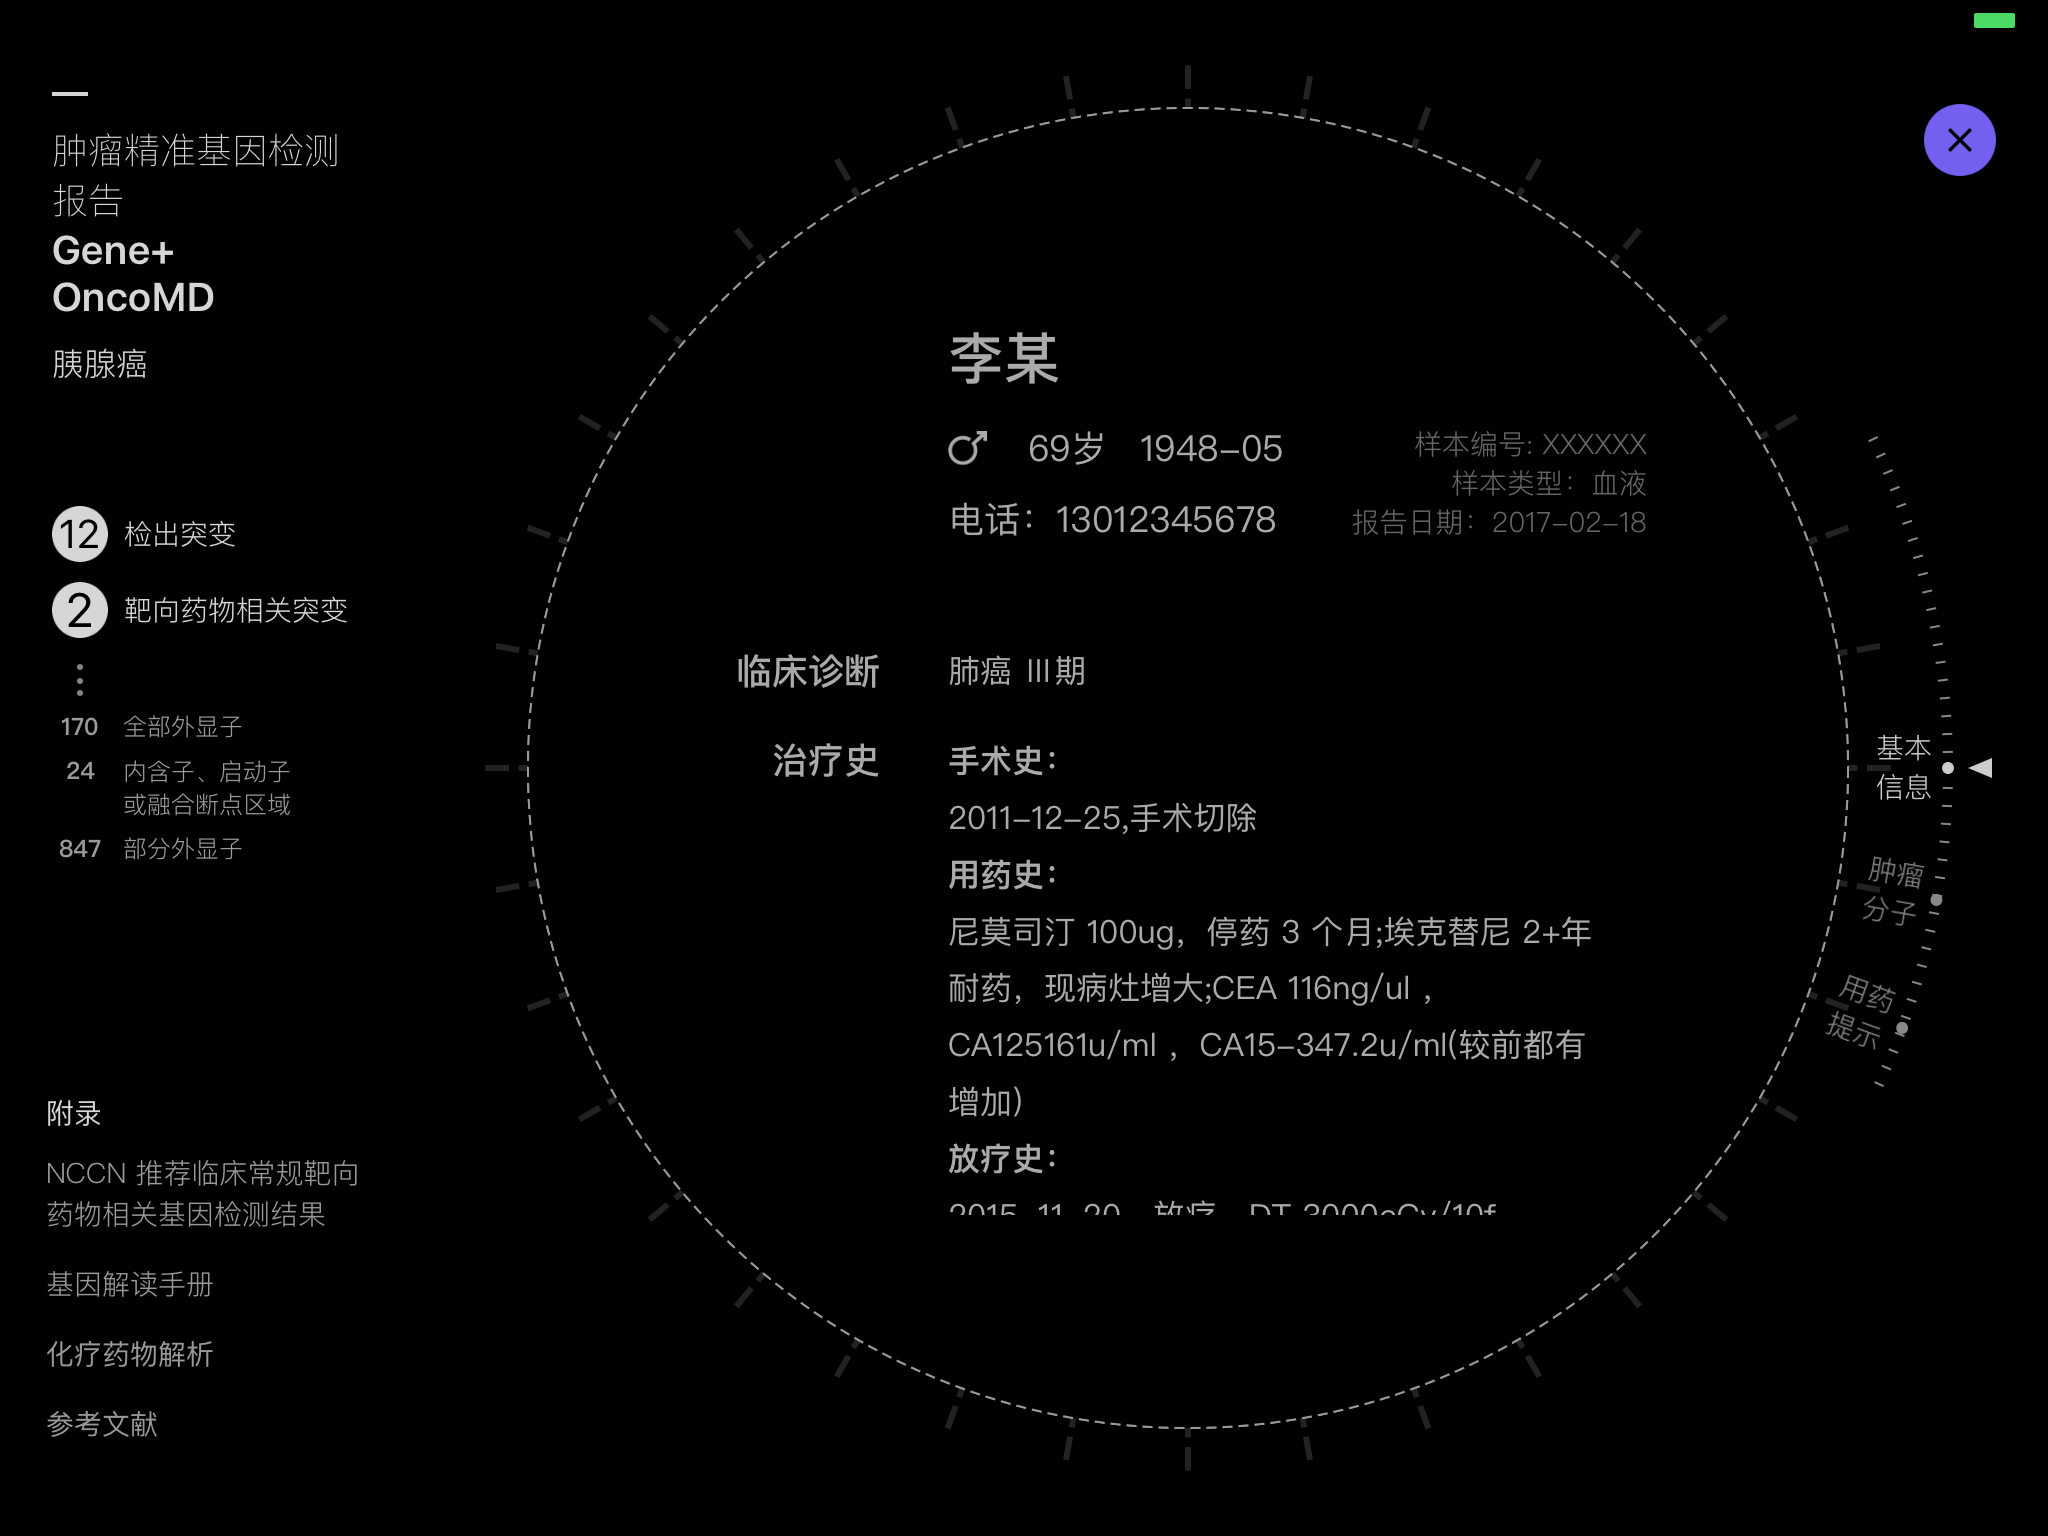 肿瘤精准基因检测
报告
Gene+
OncoMD
胰腺癌
12 检出突变
2 靶向药物相关突变
170 全部外显子
24 内含子、启动子
或融合断点区域
847 部分外显子
附录
NCCN 推荐临床常规靶向
药物相关基因检测结果
基因解读手册
化疗药物解析
参考文献
李某
69岁 1948-05
电话：13012345678
样本编号: XXXXXX
样本类型：血液
报告日期：2017-02-18
临床诊断 肺癌 III期
治疗史 手术史：
2011-12-25,手术切除
用药史：
尼莫司汀 100ug，停药 3 个月;埃克替尼 2+年
耐药，现病灶增大;CEA 116ng/ul ，
CA125161u/ml ，CA15-347.2u/ml(较前都有
增加)
放疗史：
2015-11-20，放疗，DT 3000cGy/10f
基本
信息
肿瘤
分子
用药
提示